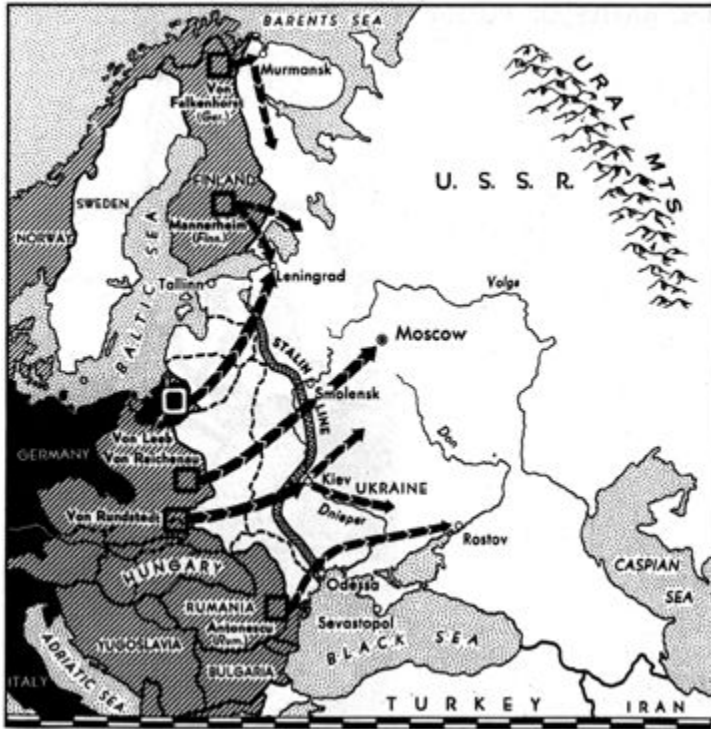 BARENTS SEA
Murmansk
Von
Falkenhorst
(Ger.)
URAL MTS.
U. S. S. R.
FINLAND
SWEDEN
Mannerheim
(Finn.)
NORWAY
BALTIC SEA
Tallinn
Leningrad
Volga
Moscow
STALIN LINE
Smolensk
Von Leeb
GERMANY
Von Reichenau
Don
Kiev
UKRAINE
Von Rundstedt
Dnieper
Rostov
HUNGARY
CASPIAN
SEA
Odessa
RUMANIA
Antonescu
(Rum.)
Sevastopol
YUGOSLAVIA
BLACK SEA
ADRIATIC SEA
BULGARIA
ITALY
TURKEY
IRAN